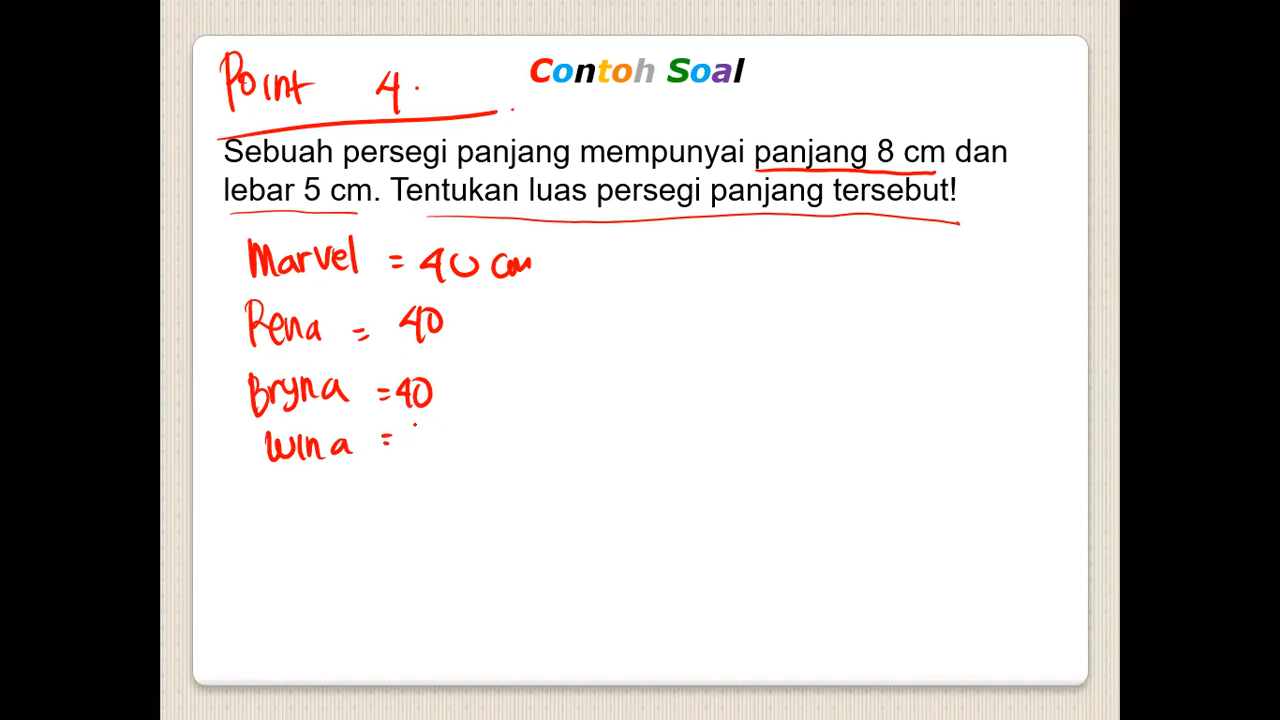 Point 4.
Contoh Soal
Sebuah persegi panjang mempunyai panjang 8 cm dan
lebar 5 cm. Tentukan luas persegi panjang tersebut!
Marvel = 40 cm
Rena = 40
Bryna = 40
wina =